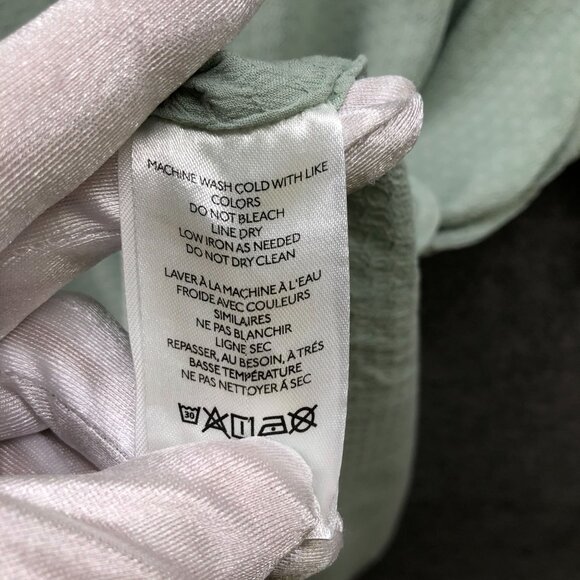 MACHINE WASH COLD WITH LIKE
COLORS
DO NOT BLEACH
LINE DRY
LOW IRON AS NEEDED
DO NOT DRY CLEAN
LAVER À LA MACHINE À L'EAU
FROIDE AVEC COULEURS
SIMILAIRES
NE PAS BLANCHIR
LIGNE SEC
REPASSER, AU BESOIN, À TRÉS
BASSE TEMPÉRATURE
NE PAS NETTOYER À SEC
30